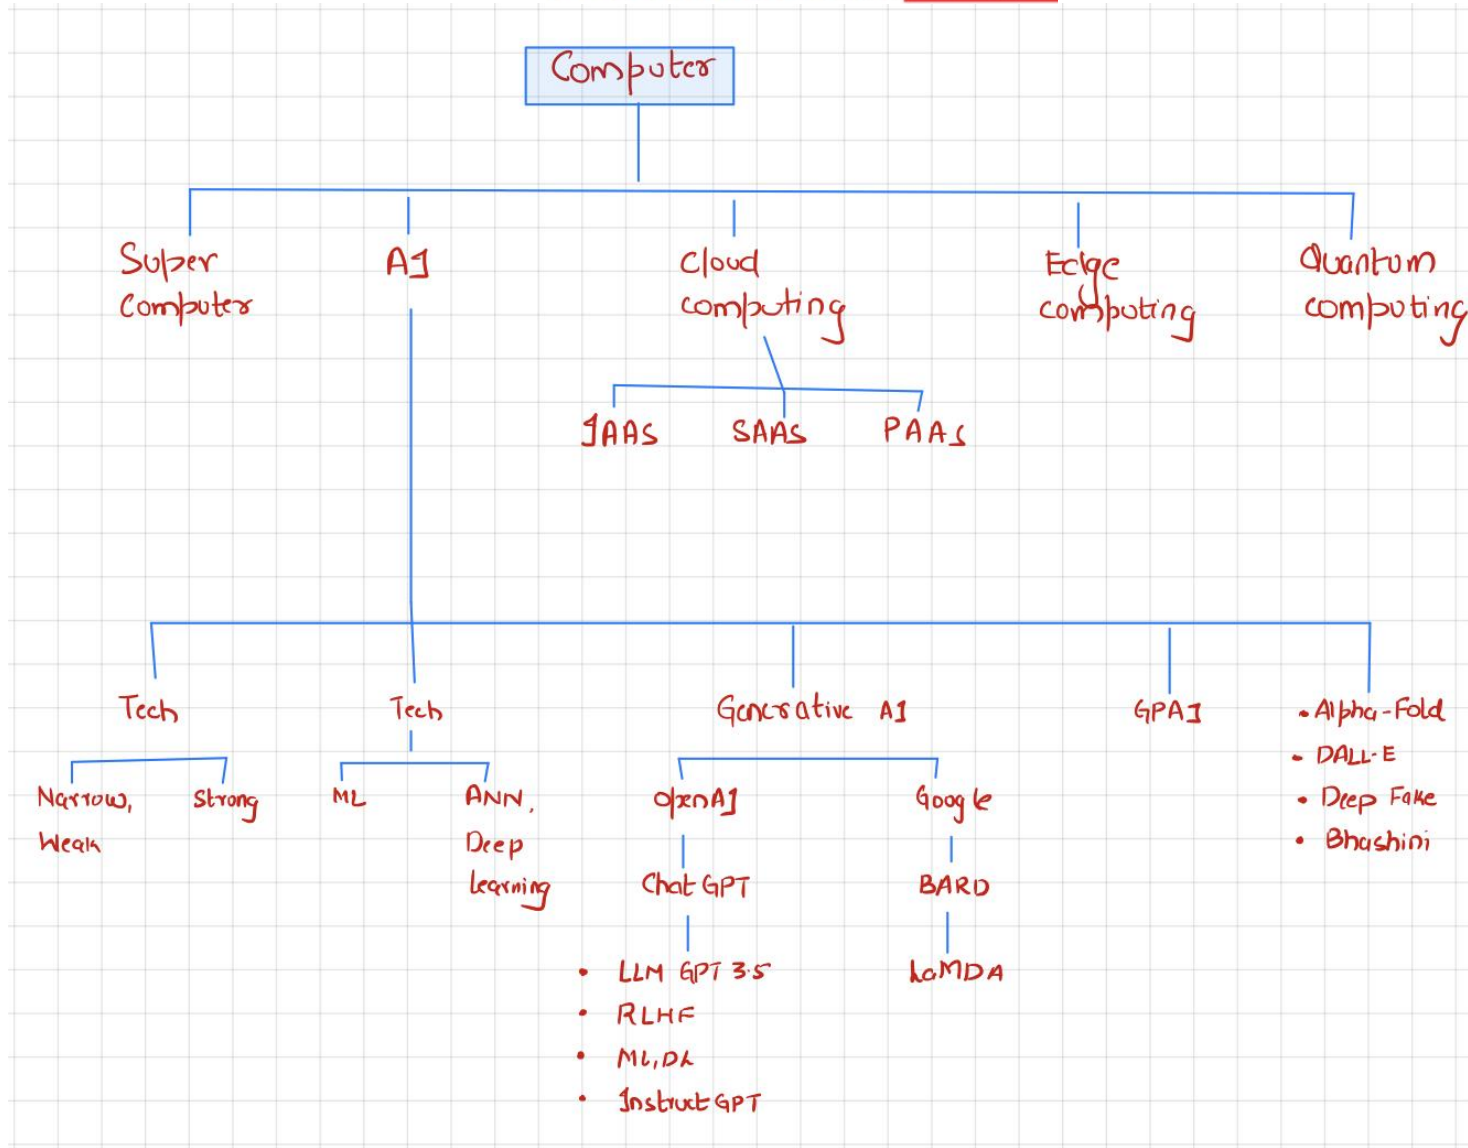 Computer
Super
Computer
AI
Cloud
computing
Edge
computing
Quantum
computing
IAAS
SAAS
PAAS
Tech
Tech
Generative AI
GPAI
• Alpha-Fold
• DALL-E
• Deep Fake
• Bhashini
Narrow,
Weak
Strong
ML
ANN,
Deep
Learning
OpenAI
Chat GPT
• LLM GPT 3.5
• RLHF
• ML, DL
• Instruct GPT
Google
BARD
LaMDA